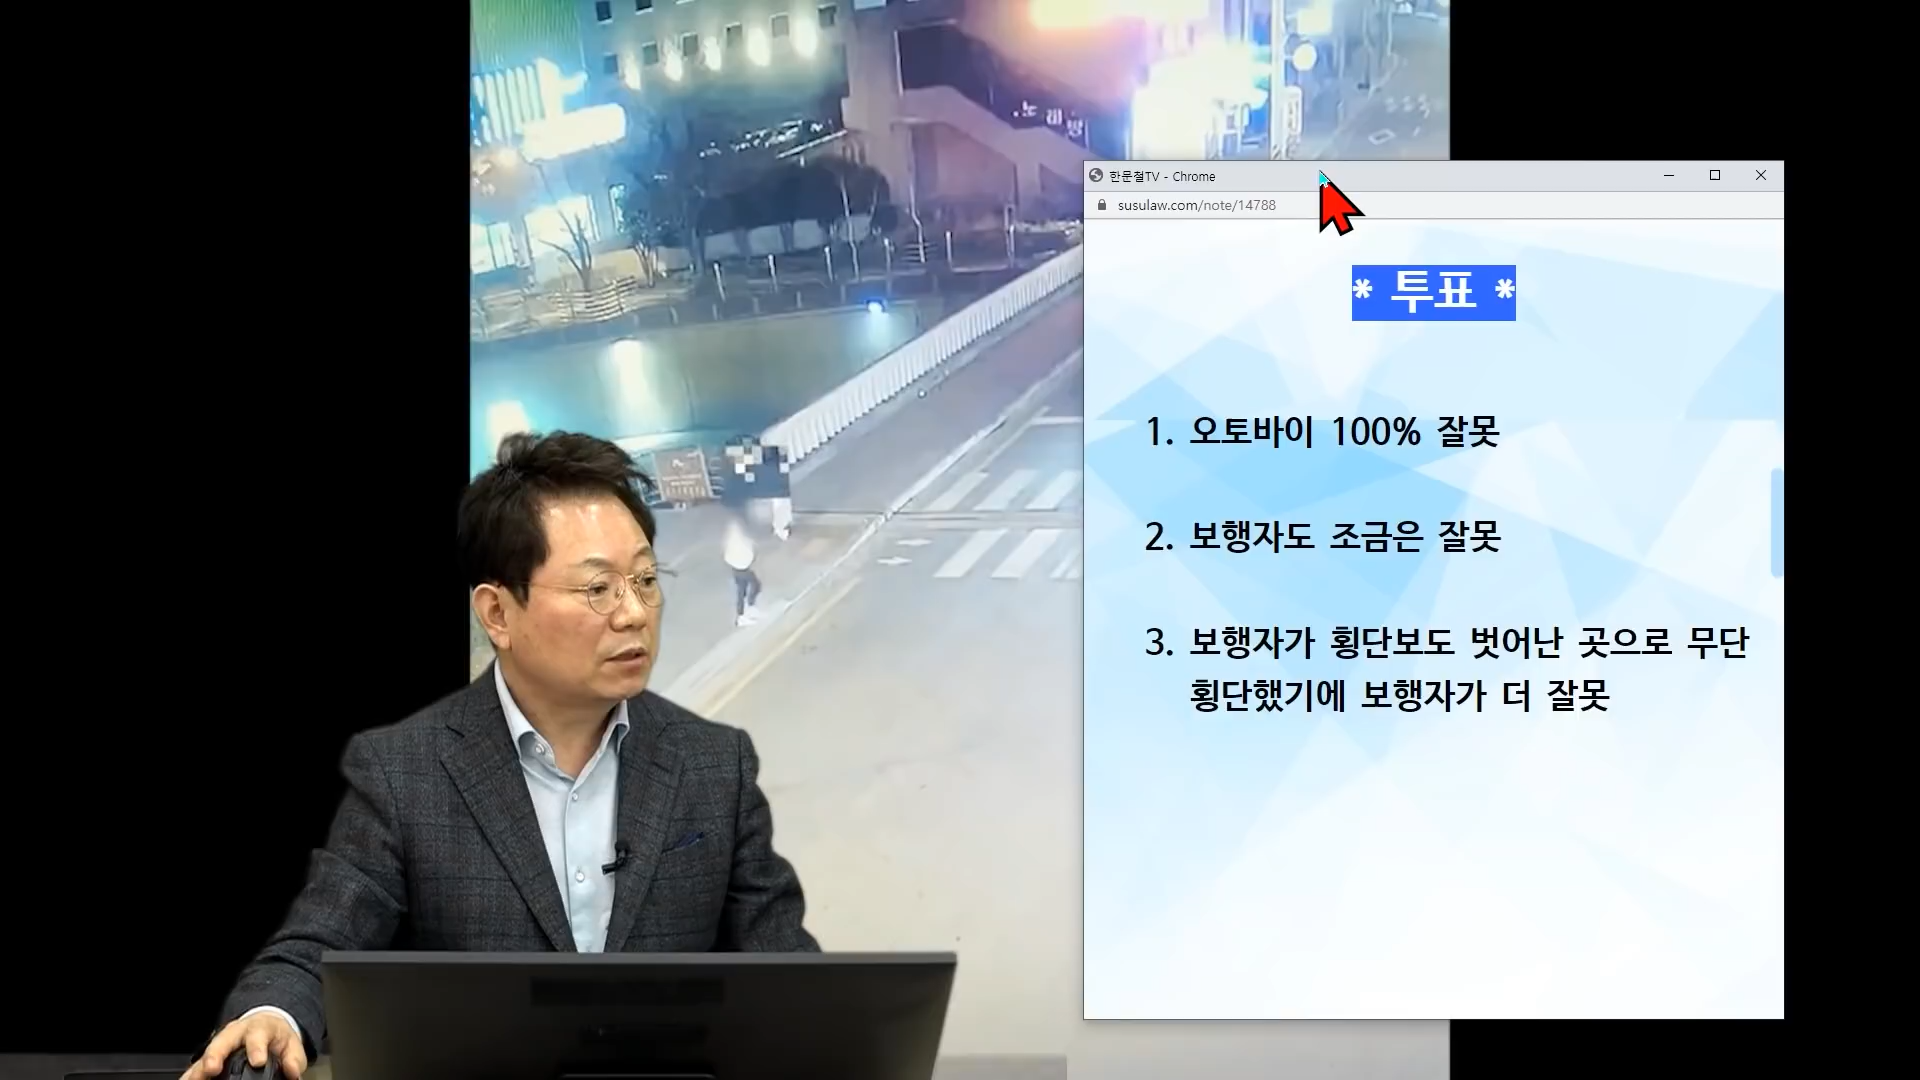 노래방
한문철TV - Chrome
susulaw.com/note/14788
* 투표 *
1. 오토바이 100% 잘못
2. 보행자도 조금은 잘못
3. 보행자가 횡단보도 벗어난 곳으로 무단
횡단했기에 보행자가 더 잘못